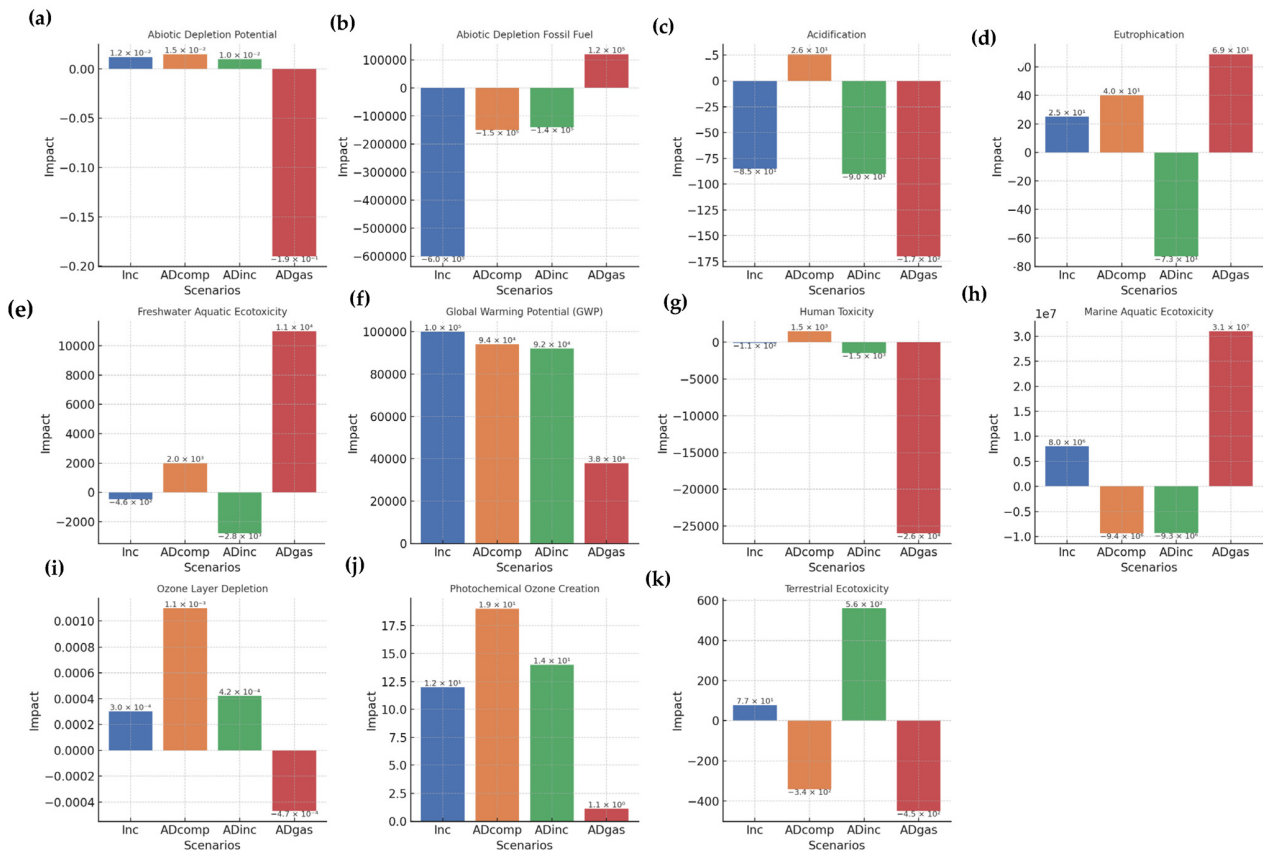 (a)
Abiotic Depletion Potential
1.2 × 10⁻²
1.5 × 10⁻²
1.0 × 10⁻²
−1.9 × 10⁻¹
0.00
−0.05
−0.10
−0.15
−0.20
Impact
Inc ADcomp ADinc ADgas
Scenarios
(b)
Abiotic Depletion Fossil Fuel
1.2 × 10⁵
−6.0 × 10⁵
−1.5 × 10⁵
−1.4 × 10⁵
100000
0
−100000
−200000
−300000
−400000
−500000
−600000
Impact
Inc ADcomp ADinc ADgas
Scenarios
(c)
Acidification
2.6 × 10¹
−8.5 × 10¹
−9.0 × 10¹
0
−25
−50
−75
−100
−125
−150
−175
Impact
Inc ADcomp ADinc ADgas
Scenarios
(d)
Eutrophication
2.5 × 10¹
4.0 × 10¹
−7.3 × 10¹
6.9 × 10¹
40
20
0
−20
−40
−60
−80
Impact
Inc ADcomp ADinc ADgas
Scenarios
(e)
Freshwater Aquatic Ecotoxicity
−4.6 × 10²
2.0 × 10³
−2.8 × 10³
1.1 × 10⁴
10000
8000
6000
4000
2000
0
−2000
Impact
Inc ADcomp ADinc ADgas
Scenarios
(f)
Global Warming Potential (GWP)
1.0 × 10⁵
9.4 × 10⁴
9.2 × 10⁴
3.8 × 10⁴
100000
80000
60000
40000
20000
0
Impact
Inc ADcomp ADinc ADgas
Scenarios
(g)
Human Toxicity
−1.1 × 10²
1.5 × 10³
−1.5 × 10³
−2.6 × 10⁴
0
−5000
−10000
−15000
−20000
−25000
Impact
Inc ADcomp ADinc ADgas
Scenarios
(h)
Marine Aquatic Ecotoxicity
1e7
8.0 × 10⁶
−9.4 × 10⁶
−9.3 × 10⁶
3.1 × 10⁷
3.0
2.5
2.0
1.5
1.0
0.5
0.0
−0.5
−1.0
Impact
Inc ADcomp ADinc ADgas
Scenarios
(i)
Ozone Layer Depletion
3.0 × 10⁻⁴
1.1 × 10⁻³
4.2 × 10⁻⁴
−4.7 × 10⁻⁴
0.0010
0.0008
0.0006
0.0004
0.0002
0.0000
−0.0002
−0.0004
Impact
Inc ADcomp ADinc ADgas
Scenarios
(j)
Photochemical Ozone Creation
1.2 × 10¹
1.9 × 10¹
1.4 × 10¹
1.1 × 10⁰
17.5
15.0
12.5
10.0
7.5
5.0
2.5
0.0
Impact
Inc ADcomp ADinc ADgas
Scenarios
(k)
Terrestrial Ecotoxicity
7.7 × 10¹
−3.4 × 10²
5.6 × 10²
−4.5 × 10²
600
400
200
0
−200
−400
Impact
Inc ADcomp ADinc ADgas
Scenarios